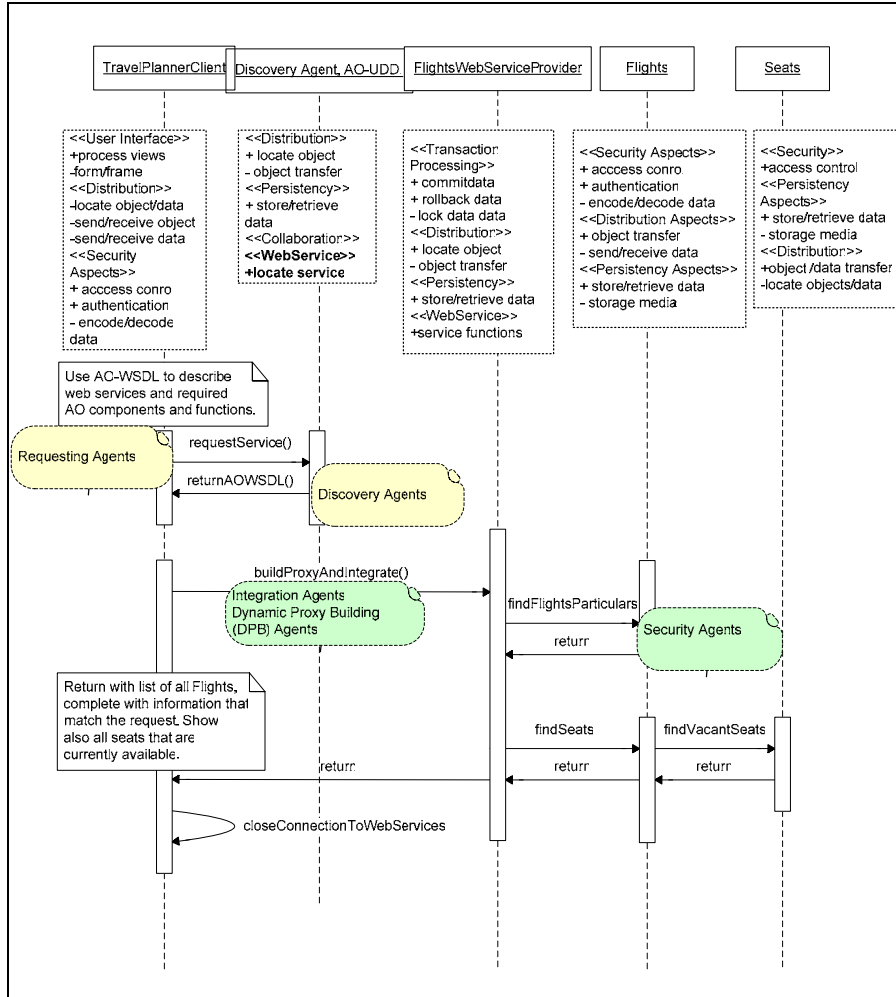 TravelPlannerClient
Discovery Agent, AO-UDD
FlightsWebServiceProvider
Flights
Seats
<<User Interface>>
+process views
-form/frame
<<Distribution>>
-locate object/data
-send/receive object
-send/receive data
<<Security
Aspects>>
+ acccess conro
+ authentication
- encode/decode
data
<<Distribution>>
+ locate object
- object transfer
<<Persistency>>
+ store/retrieve
data
<<Collaboration>>
<<WebService>>
+locate service
<<Transaction
Processing>>
+ commitdata
+ rollback data
- lock data data
<<Distribution>>
+ locate object
- object transfer
<<Persistency>>
+ store/retrieve data
<<WebService>>
+service functions
<<Security Aspects>>
+ acccess conro
+ authentication
- encode/decode data
<<Distribution Aspects>>
+ object transfer
- send/receive data
<<Persistency Aspects>>
+ store/retrieve data
- storage media
<<Security>>
+access control
<<Persistency
Aspects>>
+ store/retrieve data
- storage media
<<Distribution>>
+object /data transfer
-locate objects/data
Use AO-WSDL to describe
web services and required
AO components and functions.
Requesting Agents
requestService()
returnAOWSDL()
Discovery Agents
buildProxyAndIntegrate()
Integration Agents
Dynamic Proxy Building
(DPB) Agents
findFlightsParticulars
return
Security Agents
Return with list of all Flights,
complete with information that
match the request. Show
also all seats that are
currently available.
findSeats
findVacantSeats
return
return
return
closeConnectionToWebServices